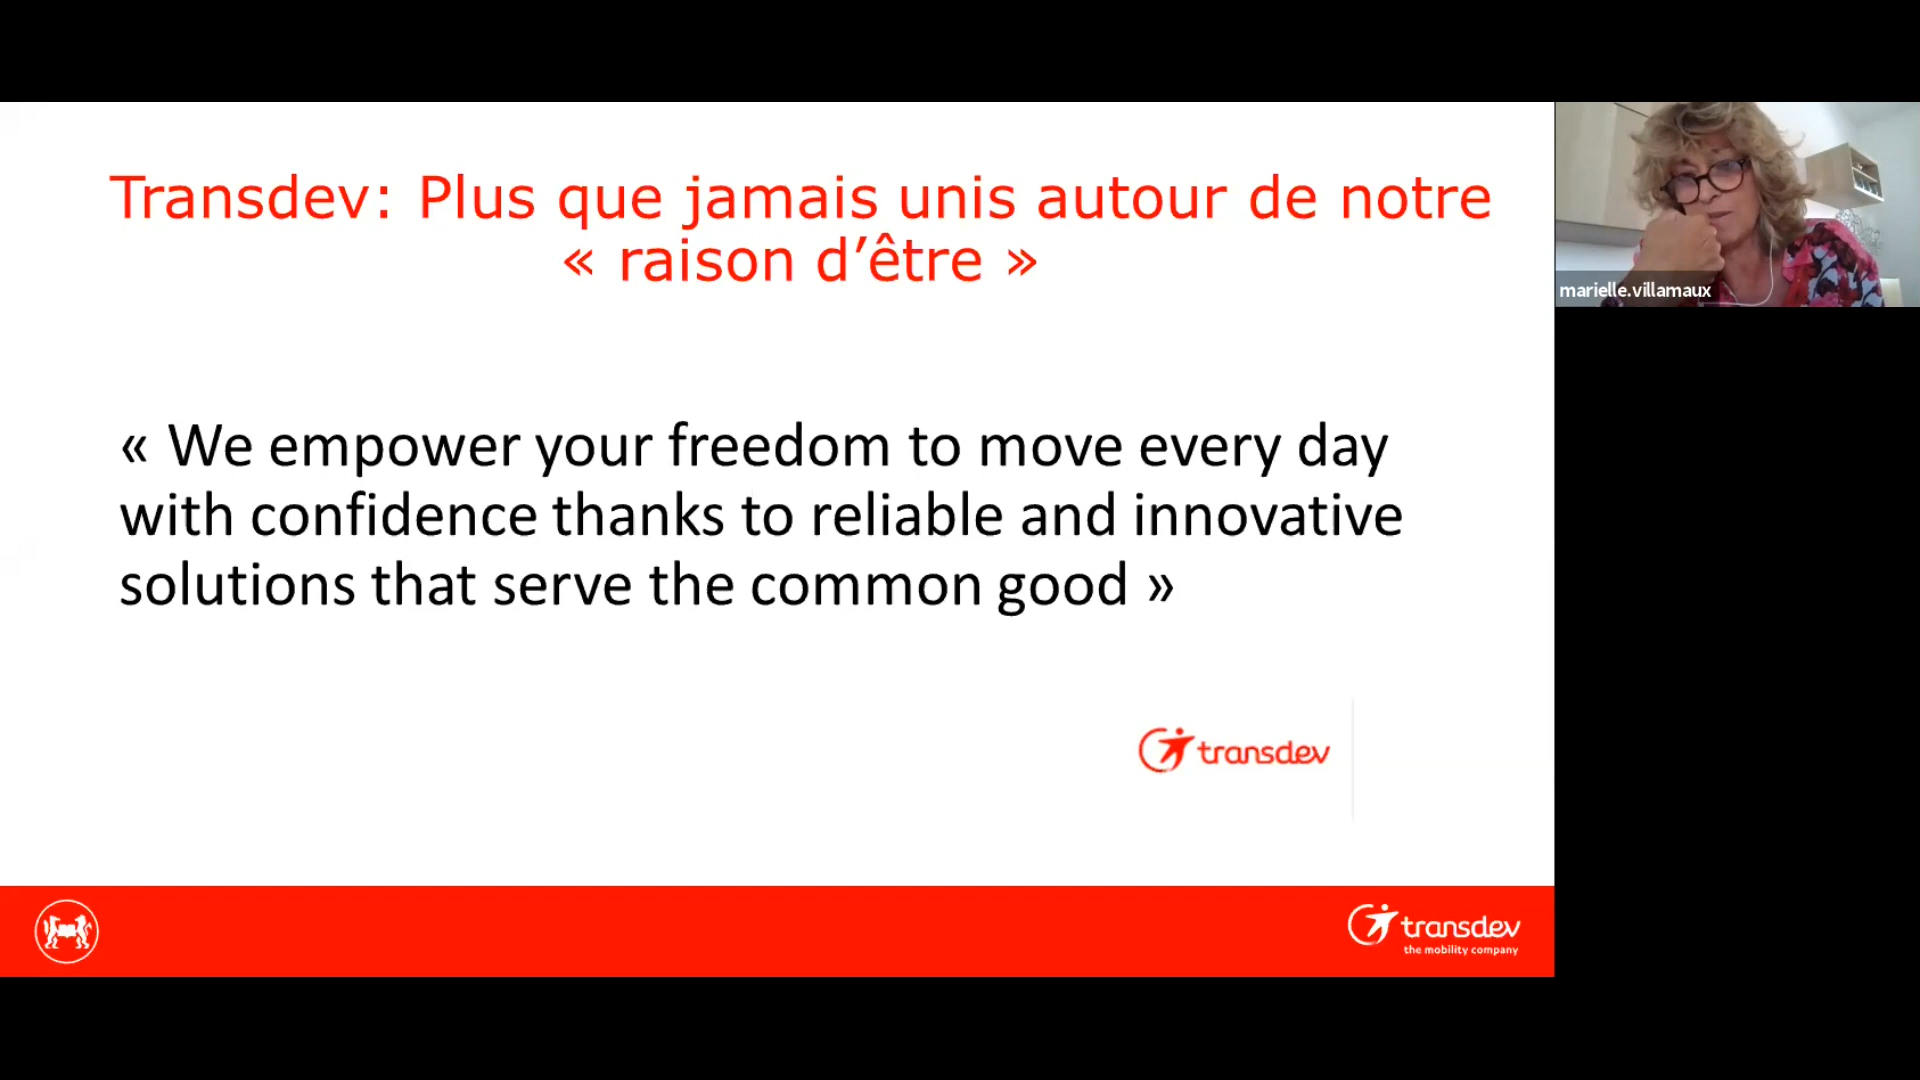 Transdev: Plus que jamais unis autour de notre
« raison d’être »
marielle.villamaux
« We empower your freedom to move every day
with confidence thanks to reliable and innovative
solutions that serve the common good »
transdev
transdev
the mobility company